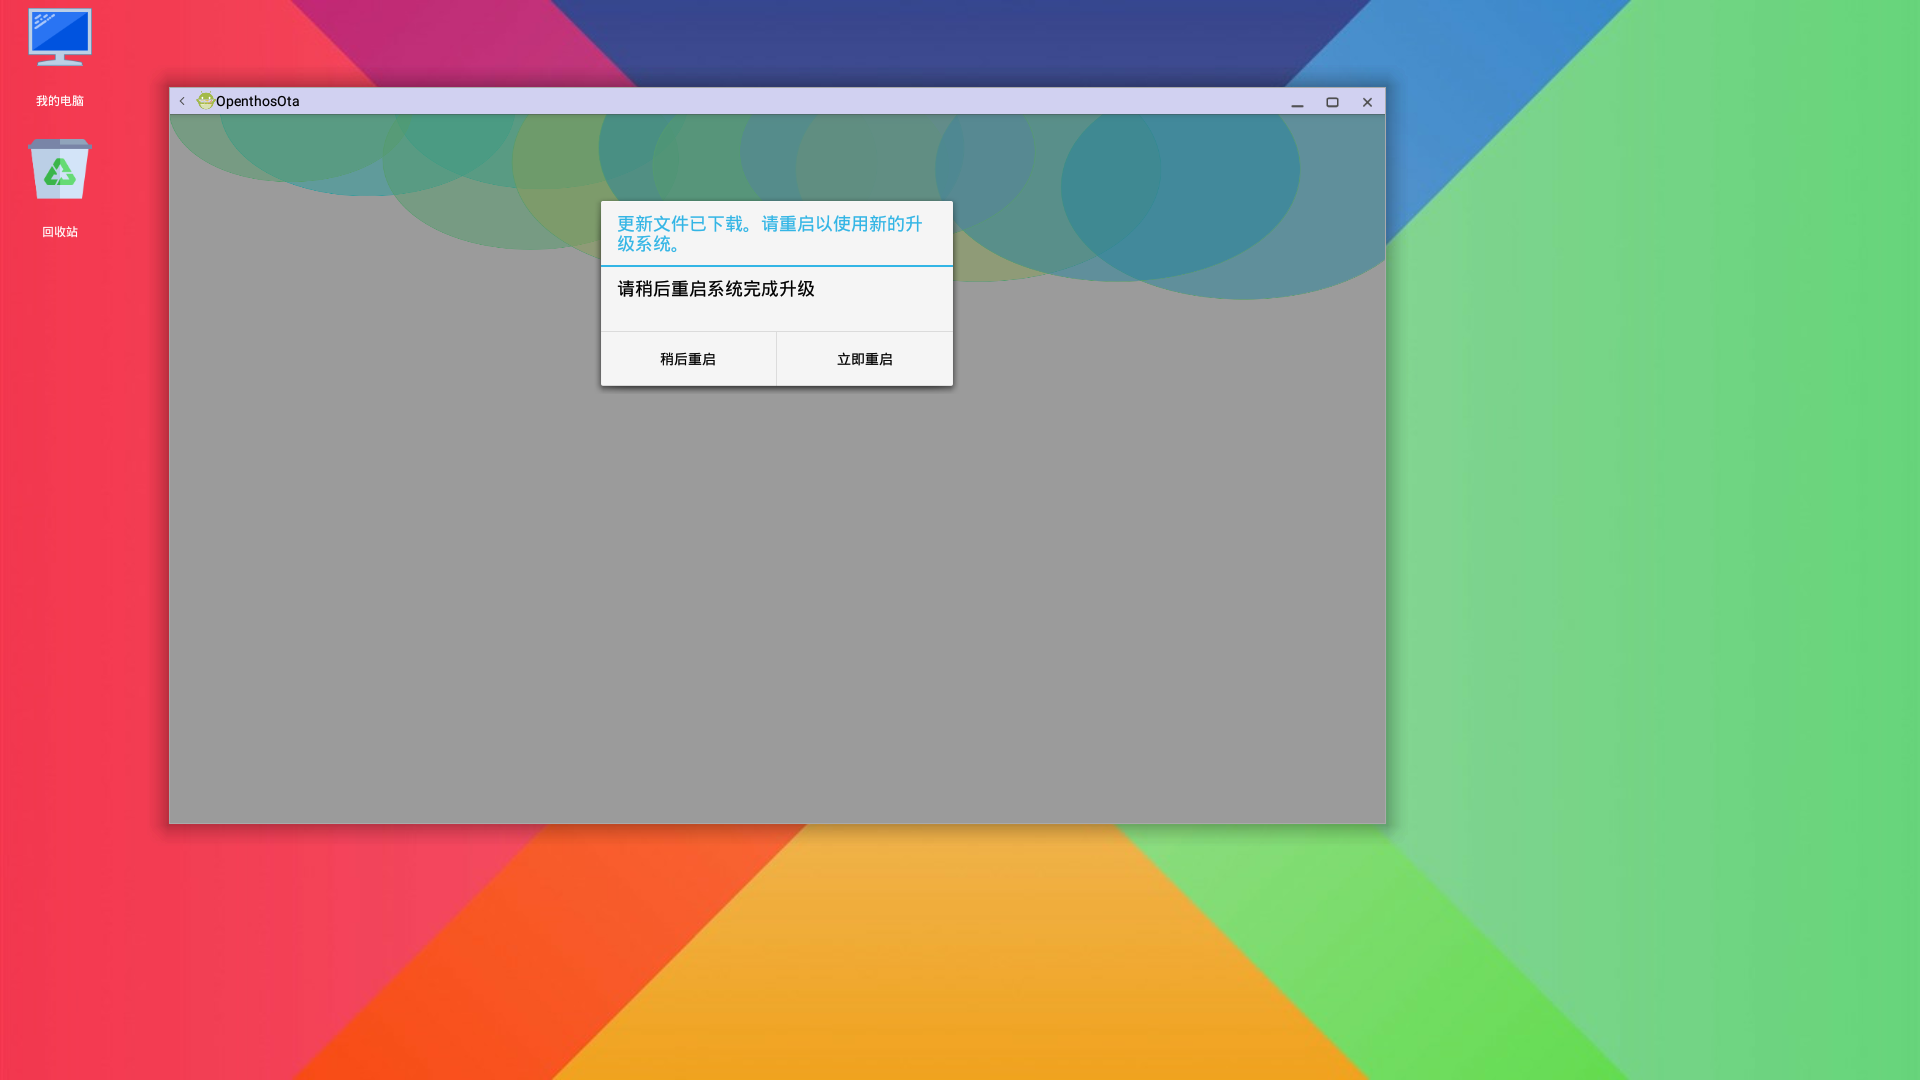 我的电脑
回收站
OpenthosOta
更新文件已下载。请重启以使用新的升
级系统。
请稍后重启系统完成升级
稍后重启
立即重启